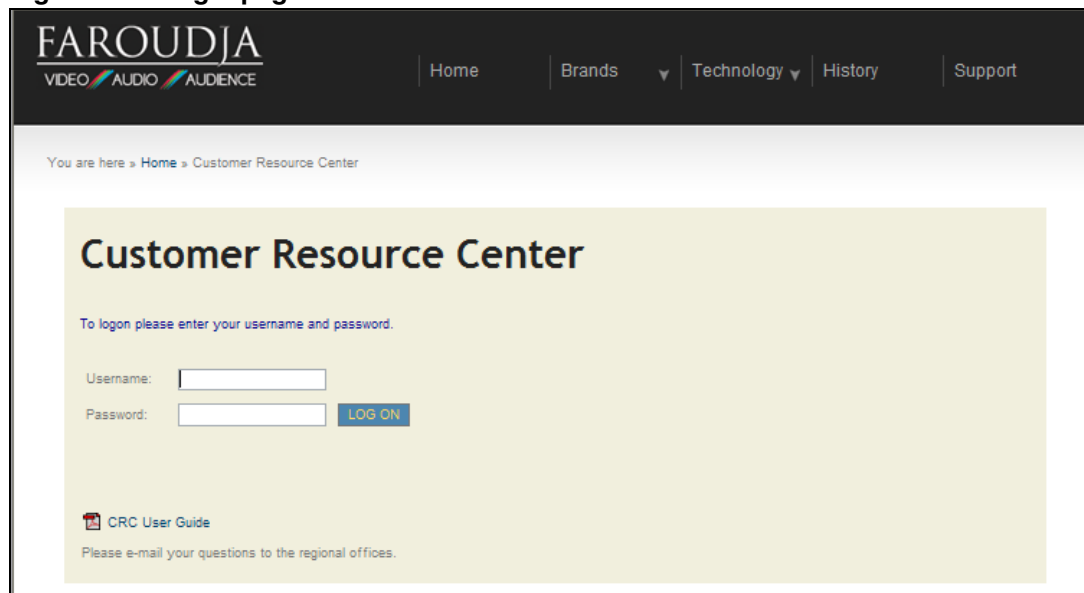 FAROUDJA
VIDEO AUDIO AUDIENCE
Home Brands Technology History Support
You are here » Home » Customer Resource Center
Customer Resource Center
To logon please enter your username and password.
Username:
Password: LOG ON
CRC User Guide
Please e-mail your questions to the regional offices.